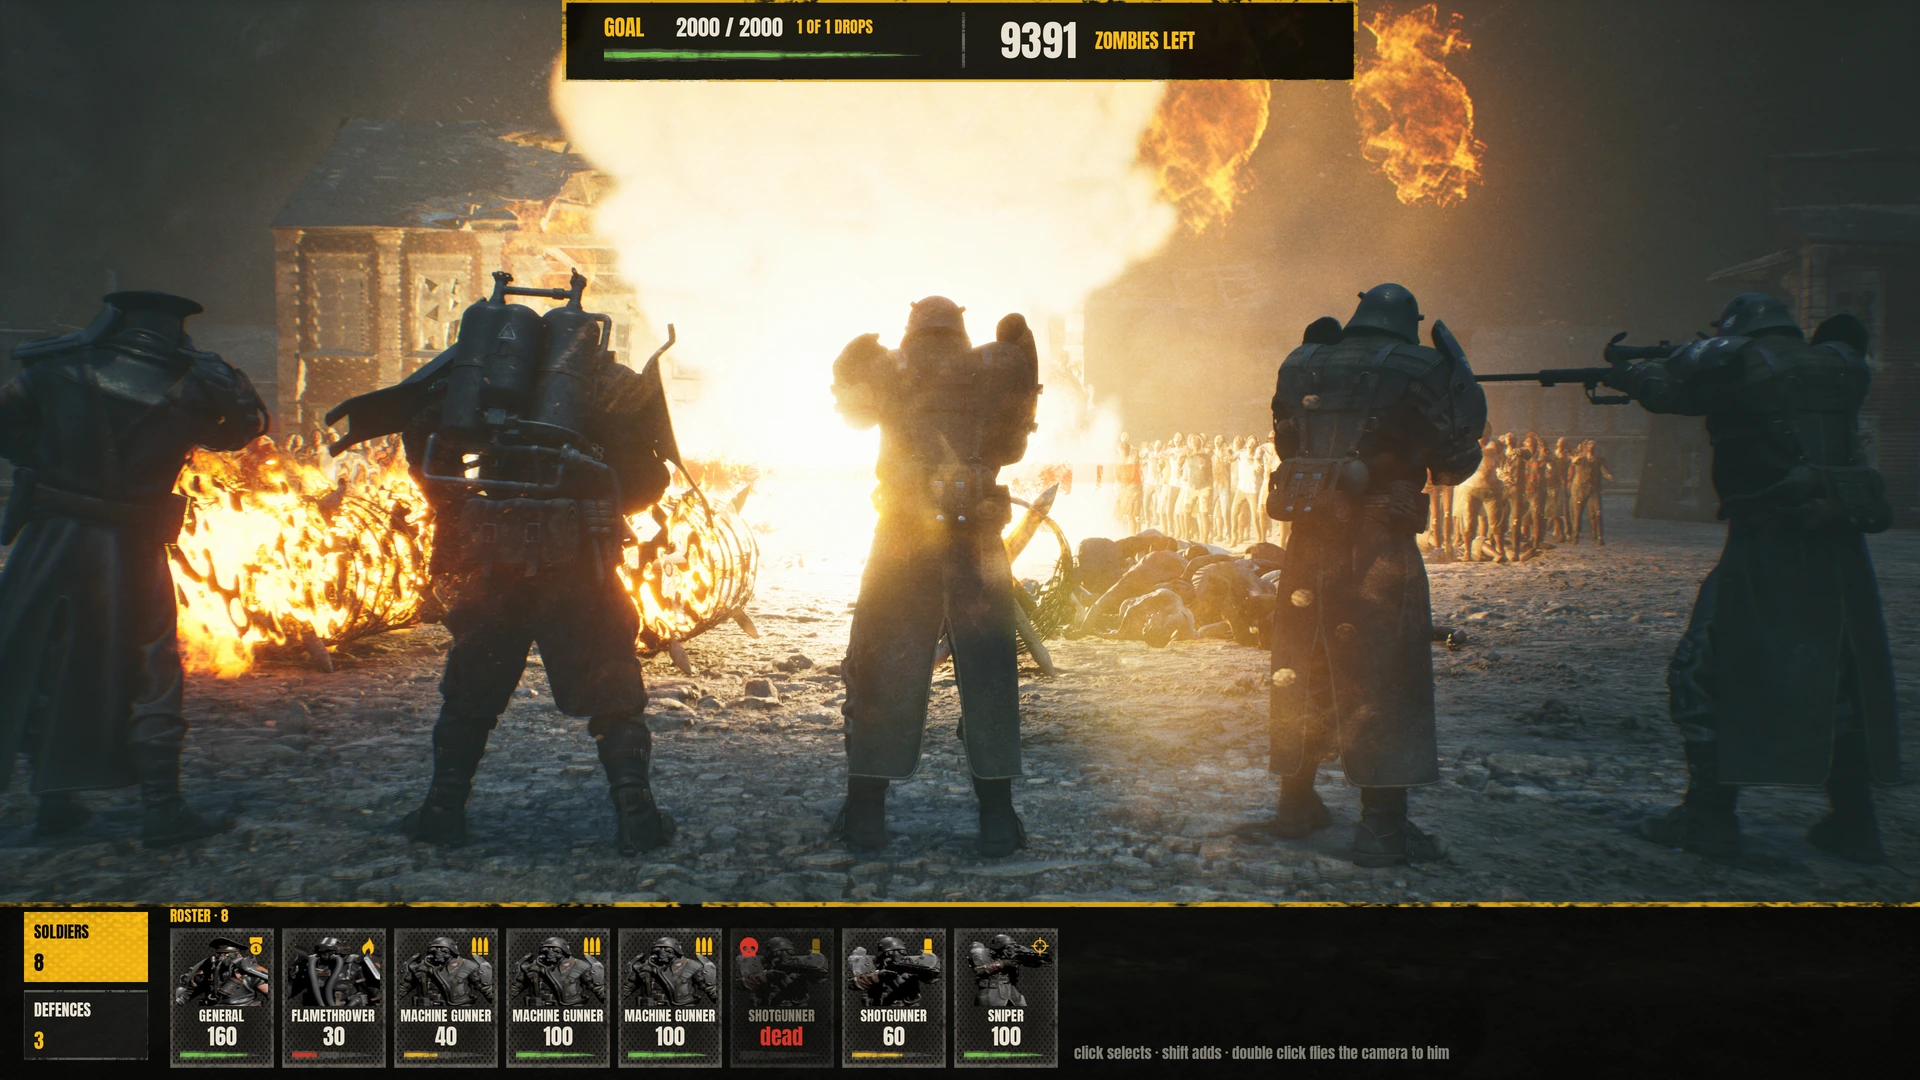 GOAL 2000 / 2000 1 OF 1 DROPS
9391 ZOMBIES LEFT
SOLDIERS
8
DEFENCES
3
ROSTER · 8
GENERAL
160
FLAMETHROWER
30
MACHINE GUNNER
40
MACHINE GUNNER
100
MACHINE GUNNER
100
SHOTGUNNER
dead
SHOTGUNNER
60
SNIPER
100
click selects · shift adds · double click flies the camera to him